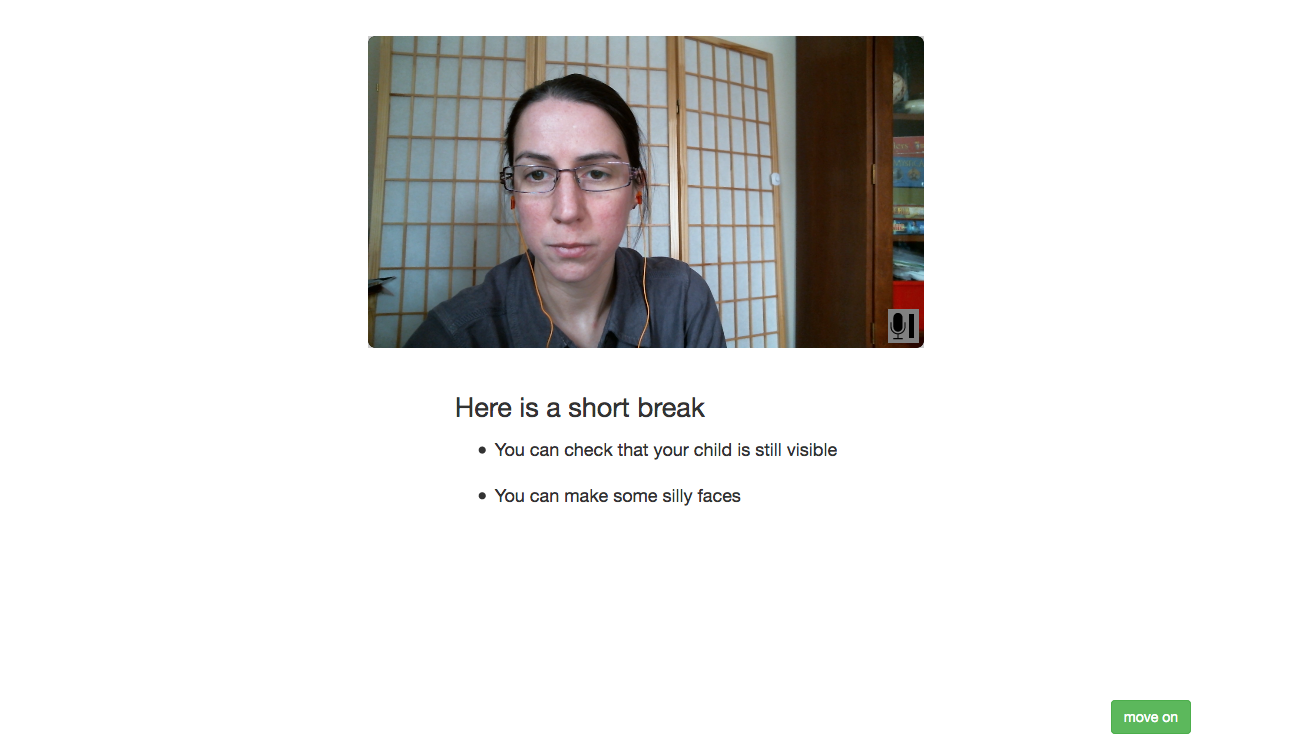 Here is a short break
You can check that your child is still visible
You can make some silly faces
move on